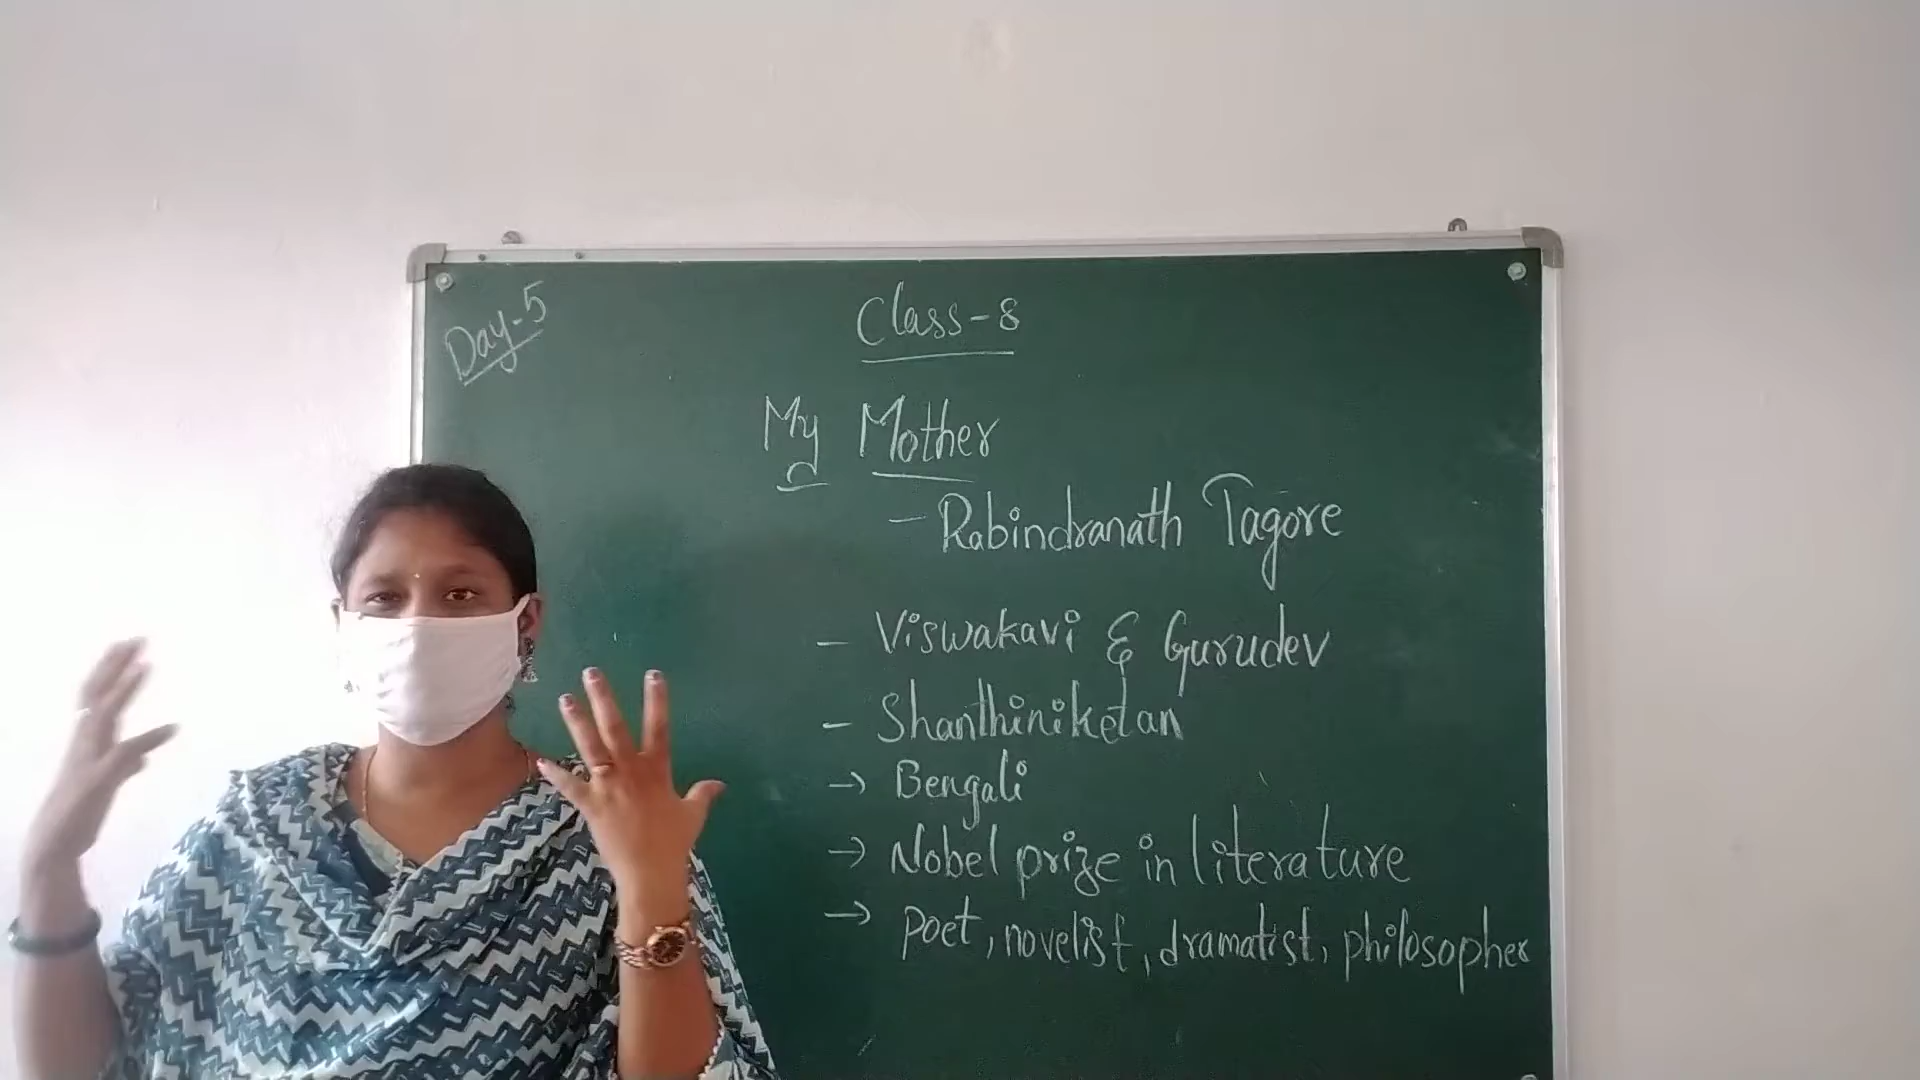 Day-5
Class-8
My Mother
- Rabindranath Tagore
- Viswakavi & Gurudev
- Shanthiniketan
→ Bengali
→ Nobel prize in literature
→ poet, novelist, dramatist, philosopher